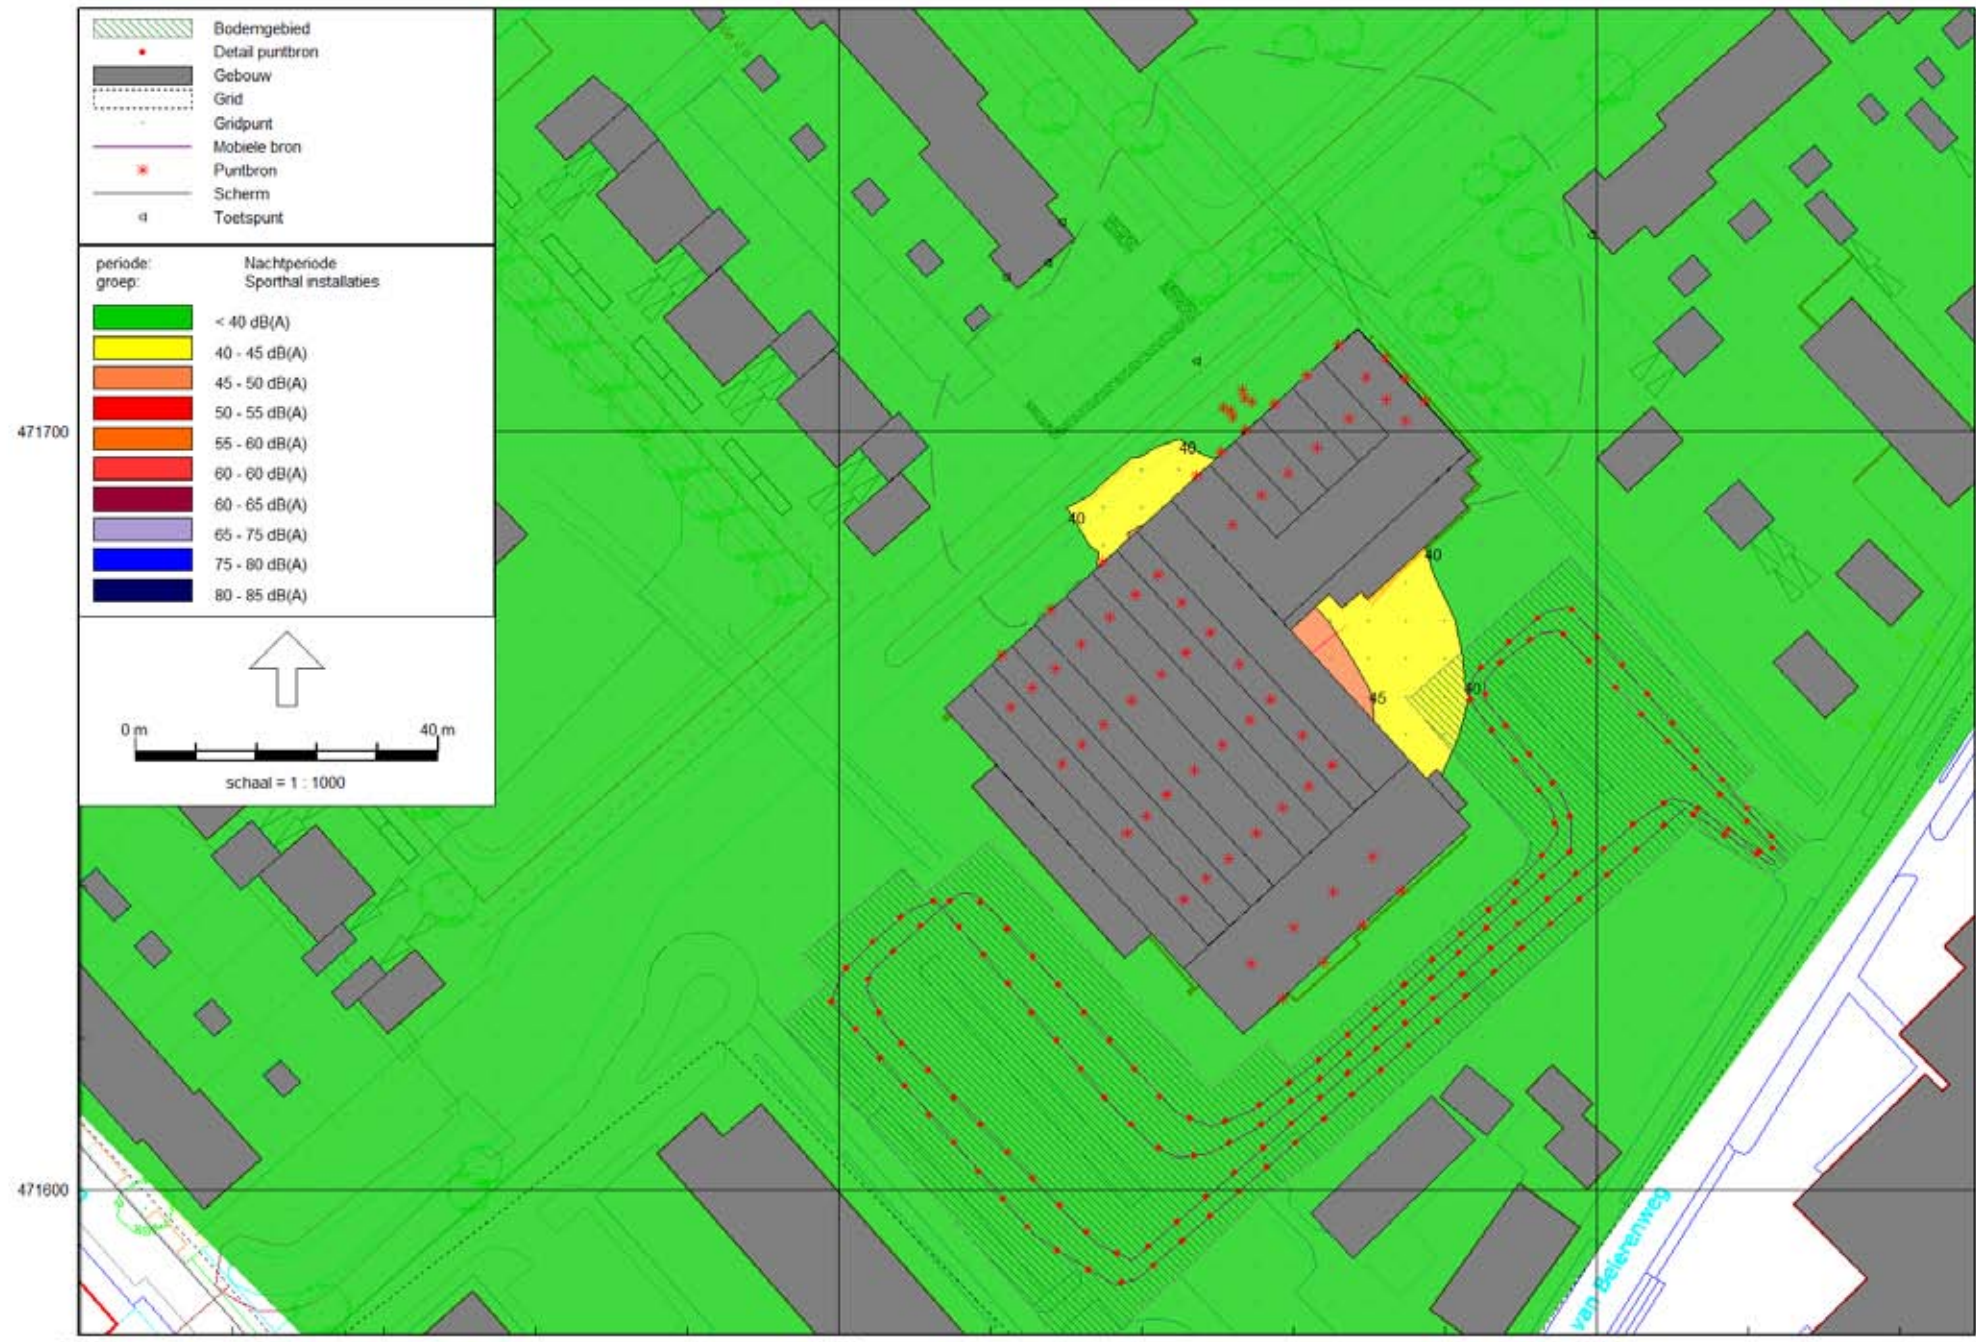 Bodemgebied
Detail puntbron
Gebouw
Grid
Gridpunt
Mobiele bron
Puntbron
Scherm
Toetspunt
periode: Nachtperiode
groep: Sporthal installaties
< 40 dB(A)
40 - 45 dB(A)
45 - 50 dB(A)
50 - 55 dB(A)
55 - 60 dB(A)
60 - 60 dB(A)
60 - 65 dB(A)
65 - 75 dB(A)
75 - 80 dB(A)
80 - 85 dB(A)
0 m 40 m
schaal = 1 : 1000
471700
471600
40
40
40
40
45
van Beierenweg